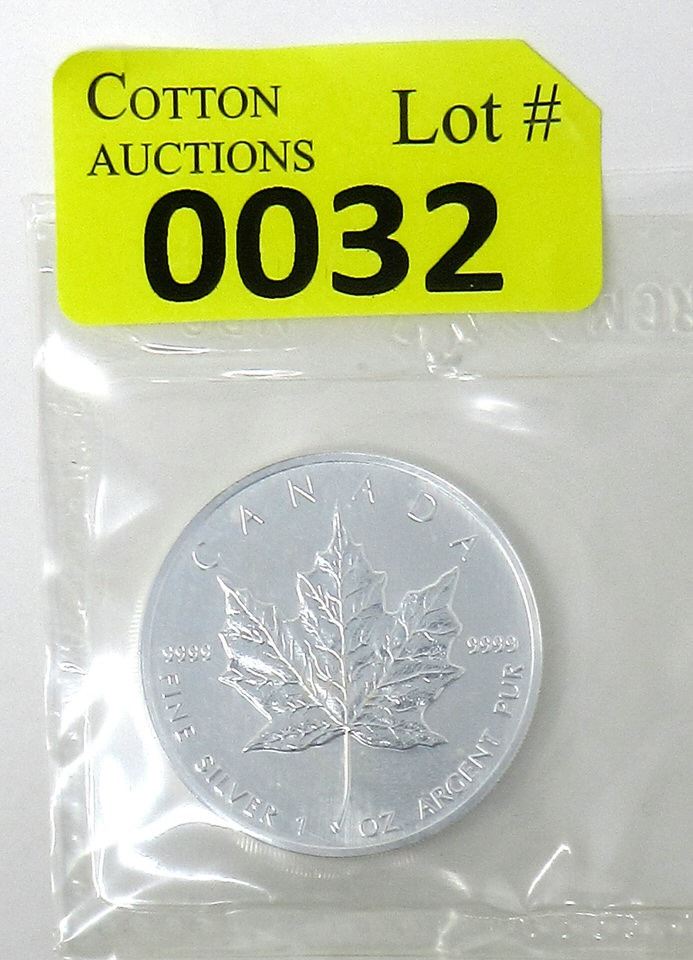 COTTON
AUCTIONS
Lot #
0032
CANADA
9999
9999
FINE SILVER 1 OZ ARGENT PUR